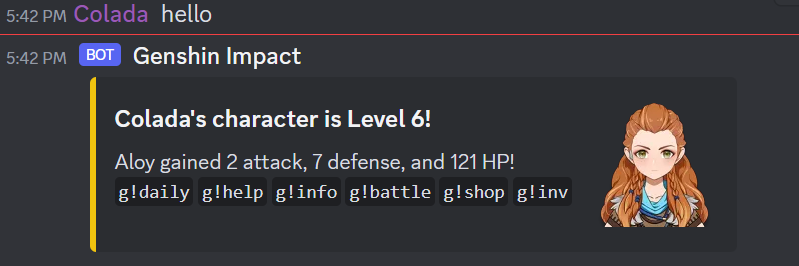 5:42 PM Colada hello
5:42 PM BOT Genshin Impact
Colada's character is Level 6!
Aloy gained 2 attack, 7 defense, and 121 HP!
g!daily g!help g!info g!battle g!shop g!inv